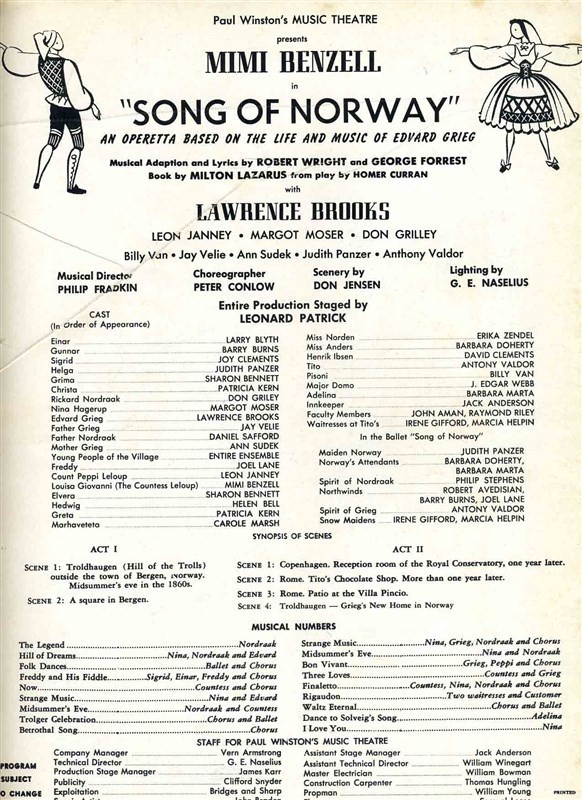 Paul Winston's MUSIC THEATRE
presents
MIMI BENZELL
in
"SONG OF NORWAY"
AN OPERETTA BASED ON THE LIFE AND MUSIC OF EDVARD GRIEG
Musical Adaption and Lyrics by ROBERT WRIGHT and GEORGE FORREST
Book by MILTON LAZARUS from play by HOMER CURRAN
with
LAWRENCE BROOKS
LEON JANNEY • MARGOT MOSER • DON GRILLEY
Billy Van • Jay Velie • Ann Sudek • Judith Panzer • Anthony Valdor
Musical Director
PHILIP FRADKIN
Choreographer
PETER CONLOW
Scenery by
DON JENSEN
Lighting by
G. E. NASELIUS
Entire Production Staged by
LEONARD PATRICK
CAST
(In Order of Appearance)
Einar LARRY BLYTH
Gunnar BARRY BURNS
Sigrid JOY CLEMENTS
Helga JUDITH PANZER
Grima SHARON BENNETT
Christa PATRICIA KERN
Rickard Nordraak DON GRILEY
Nina Hagerup MARGOT MOSER
Edvard Grieg LAWRENCE BROOKS
Father Grieg JAY VELIE
Father Nordraak DANIEL SAFFORD
Mother Grieg ANN SUDEK
Young People of the Village ENTIRE ENSEMBLE
Freddy JOEL LANE
Count Peppi Leloup LEON JANNEY
Louisa Giovanni (The Countess Leloup) MIMI BENZELL
Elvera SHARON BENNETT
Hedwig HELEN BELL
Greta PATRICIA KERN
Marhaveteta CAROLE MARSH
Miss Norden ERIKA ZENDEL
Miss Anders BARBARA DOHERTY
Henrik Ibsen DAVID CLEMENTS
Tito ANTONY VALDOR
Pisoni BILLY VAN
Major Domo J. EDGAR WEBB
Adelina BARBARA MARTA
Innkeeper JACK ANDERSON
Faculty Members JOHN AMAN, RAYMOND RILEY
Waitresses at Tito's IRENE GIFFORD, MARCIA HELPIN
In the Ballet "Song of Norway"
Maiden Norway JUDITH PANZER
Norway's Attendants BARBARA DOHERTY,
BARBARA MARTA
Spirit of Nordraak PHILIP STEPHENS
Northwinds ROBERT AVEDISIAN,
BARRY BURNS, JOEL LANE
Spirit of Grieg ANTONY VALDOR
Snow Maidens IRENE GIFFORD, MARCIA HELPIN
SYNOPSIS OF SCENES
ACT I
SCENE 1: Troldhaugen (Hill of the Trolls)
outside the town of Bergen, Norway.
Midsummer's eve in the 1860s.
SCENE 2: A square in Bergen.
ACT II
SCENE 1: Copenhagen. Reception room of the Royal Conservatory, one year later.
SCENE 2: Rome. Tito's Chocolate Shop. More than one year later.
SCENE 3: Rome. Patio at the Villa Pincio.
SCENE 4: Troldhaugen — Grieg's New Home in Norway
MUSICAL NUMBERS
The Legend Nordraak
Hill of Dreams Nina, Nordraak and Edvard
Folk Dances Ballet and Chorus
Freddy and His Fiddle Sigrid, Einar, Freddy and Chorus
Now Countess and Chorus
Strange Music Nina and Edvard
Midsummer's Eve Nordraak and Countess
Trolger Celebration Chorus and Ballet
Betrothal Song Chorus
Strange Music Nina, Grieg, Nordraak and Chorus
Midsummer's Eve Nina and Nordraak
Bon Vivant Grieg, Peppi and Chorus
Three Loves Countess and Grieg
Finaletto Countess, Nina, Nordraak and Chorus
Rigaudon Two waitresses and Customer
Waltz Eternal Chorus and Ballet
Dance to Solveig's Song Adelina
I Love You Nina
STAFF FOR PAUL WINSTON'S MUSIC THEATRE
Company Manager Vern Armstrong
Technical Director G. E. Naselius
Production Stage Manager James Karr
Publicity Clifford Snyder
Exploitation Bridges and Sharp
Assistant Stage Manager Jack Anderson
Assistant Technical Director William Winegart
Master Electrician William Bowman
Construction Carpenter Thomas Hungling
Propman William Young
PROGRAM
SUBJECT
O CHANGE
PRINTED